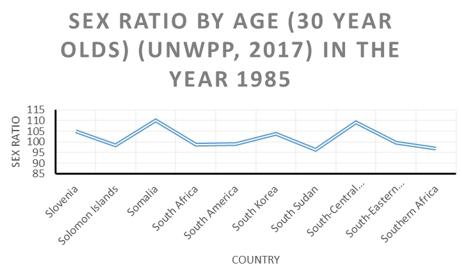 SEX RATIO BY AGE (30 YEAR
OLDS) (UNWPP, 2017) IN THE
YEAR 1985
115
110
105
100
95
90
85
SEX RATIO
Slovenia
Solomon Islands
Somalia
South Africa
South America
South Korea
South Sudan
South-Central...
South-Eastern...
Southern Africa
COUNTRY